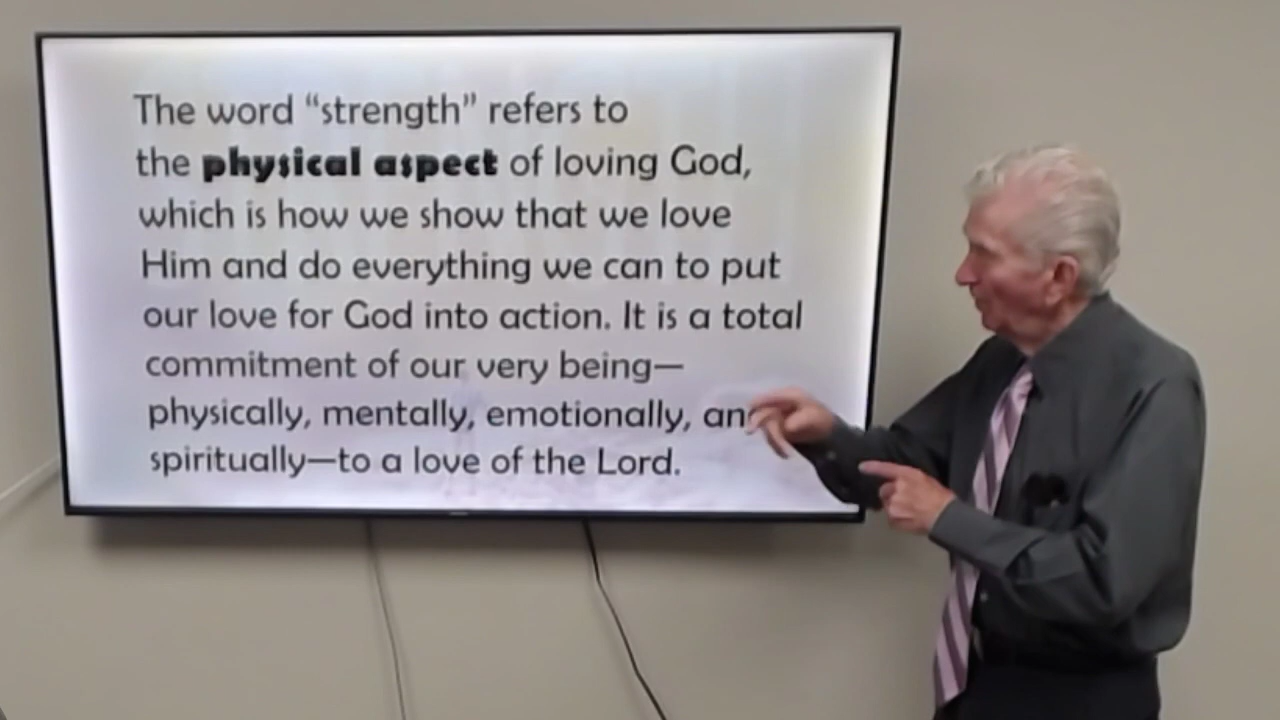 The word “strength” refers to
the physical aspect of loving God,
which is how we show that we love
Him and do everything we can to put
our love for God into action. It is a total
commitment of our very being—
physically, mentally, emotionally, and
spiritually—to a love of the Lord.